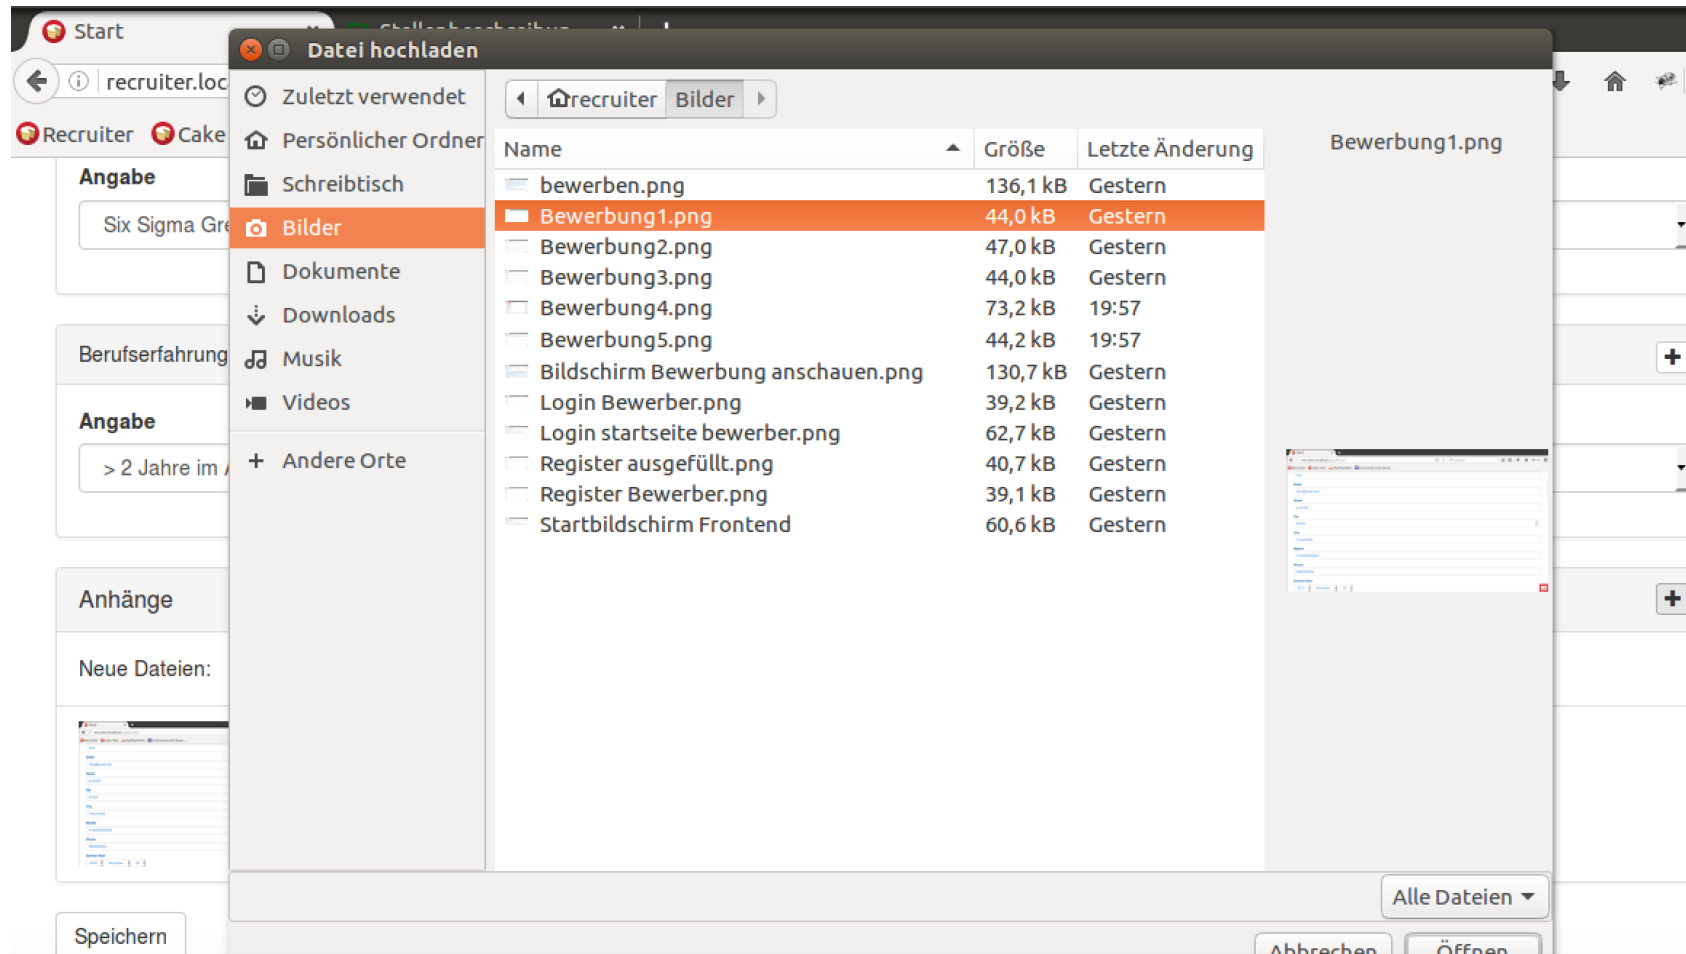 Start
Datei hochladen
recruiter.loc
Recruiter
Cake
Zuletzt verwendet
Persönlicher Ordner
Schreibtisch
Bilder
Dokumente
Downloads
Musik
Videos
Andere Orte
recruiter
Bilder
Name Größe Letzte Änderung
bewerben.png 136,1 kB Gestern
Bewerbung1.png 44,0 kB Gestern
Bewerbung2.png 47,0 kB Gestern
Bewerbung3.png 44,0 kB Gestern
Bewerbung4.png 73,2 kB 19:57
Bewerbung5.png 44,2 kB 19:57
Bildschirm Bewerbung anschauen.png 130,7 kB Gestern
Login Bewerber.png 39,2 kB Gestern
Login startseite bewerber.png 62,7 kB Gestern
Register ausgefüllt.png 40,7 kB Gestern
Register Bewerber.png 39,1 kB Gestern
Startbildschirm Frontend 60,6 kB Gestern
Bewerbung1.png
Alle Dateien
Abbrechen
Öffnen
Angabe
Six Sigma Gre
Berufserfahrung
Angabe
> 2 Jahre im
Anhänge
Neue Dateien:
Speichern